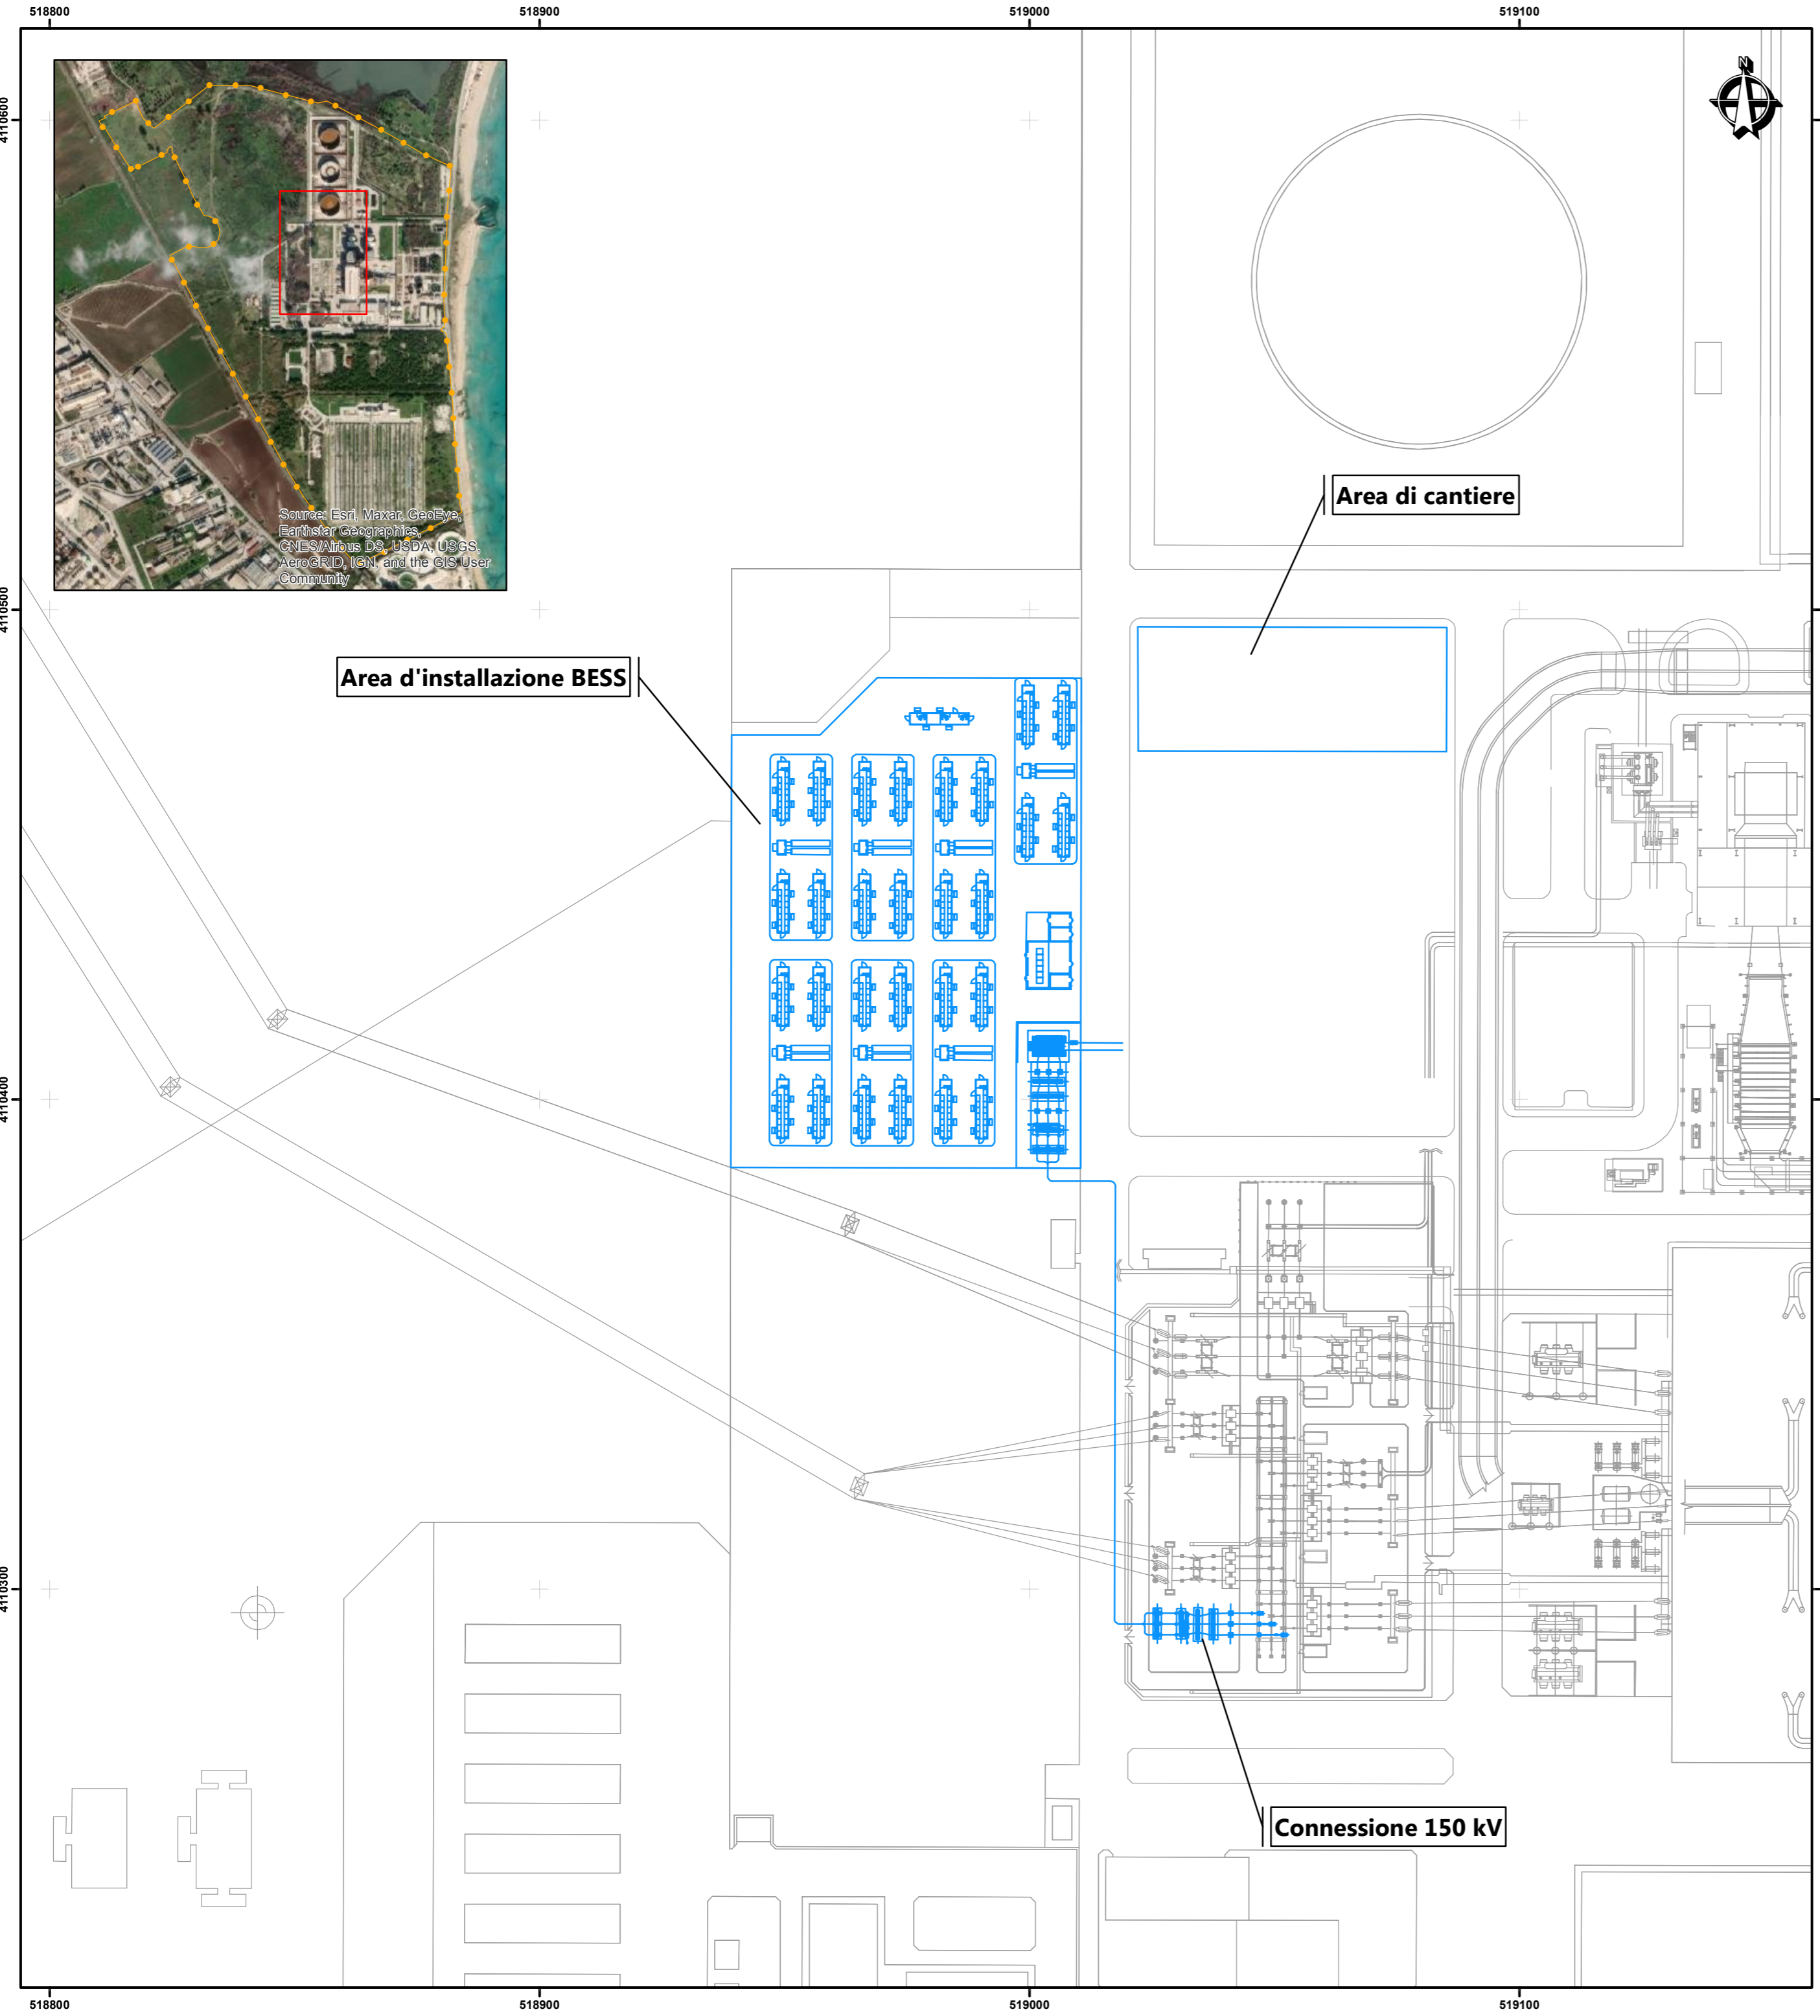 518800
518900
519000
519100
4110600
4110500
4110400
4110300
N
Source: Esri, Maxar, GeoEye,
Earthstar Geographics,
CNES/Airbus DS, USDA, USGS,
AeroGRID, IGN, and the GIS User
Community
Area di cantiere
Area d'installazione BESS
Connessione 150 kV
518800
518900
519000
519100